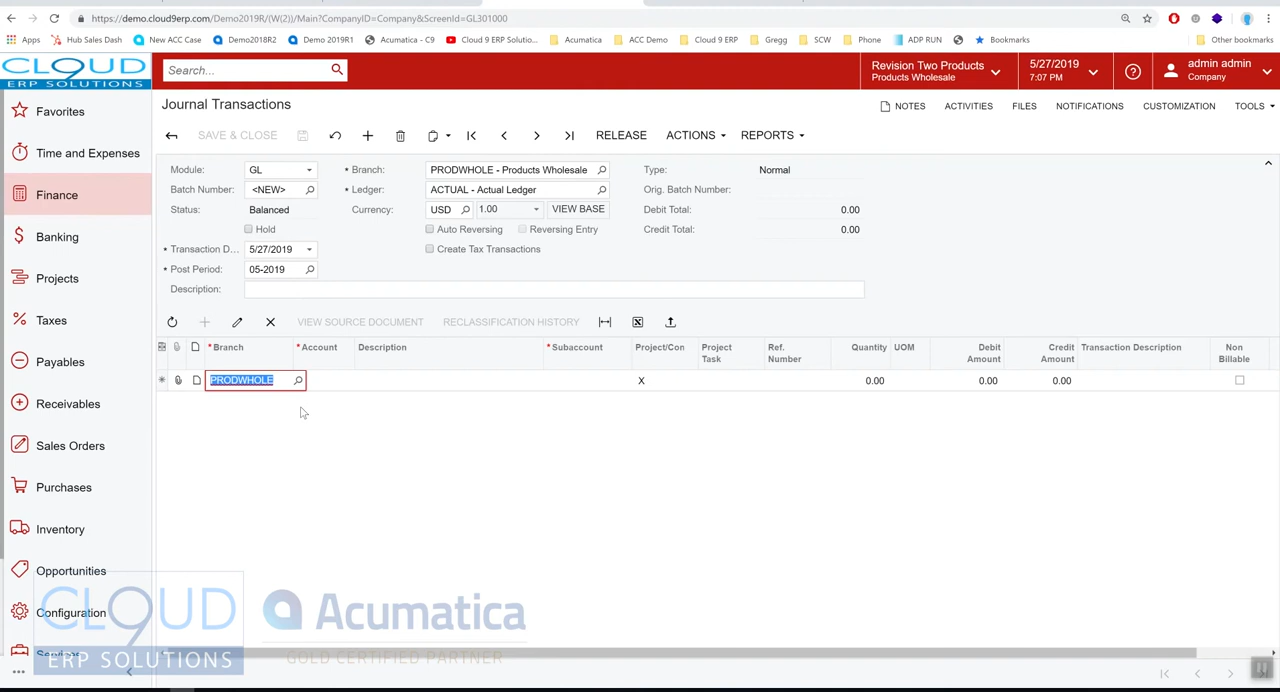 https://demo.cloud9erp.com/Demo2019R/(W(2))/Main?CompanyID=Company&ScreenId=GL301000
Apps Hub Sales Dash New ACC Case Demo2018R2 Demo 2019R1 Acumatica - C9 Cloud 9 ERP Solutio... Acumatica ACC Demo Cloud 9 ERP Gregg SCW Phone ADP RUN Bookmarks Other bookmarks
CLOUD9
ERP SOLUTIONS
Search...
Revision Two Products
Products Wholesale
5/27/2019
7:07 PM
admin admin
Company
Favorites
Time and Expenses
Finance
Banking
Projects
Taxes
Payables
Receivables
Sales Orders
Purchases
Inventory
Opportunities
Configuration
Journal Transactions
NOTES ACTIVITIES FILES NOTIFICATIONS CUSTOMIZATION TOOLS
SAVE & CLOSE RELEASE ACTIONS REPORTS
Module: GL * Branch: PRODWHOLE - Products Wholesale Type: Normal
Batch Number: <NEW> * Ledger: ACTUAL - Actual Ledger Orig. Batch Number:
Status: Balanced Currency: USD 1.00 VIEW BASE Debit Total: 0.00
Hold Auto Reversing Reversing Entry Credit Total: 0.00
* Transaction D... 5/27/2019 Create Tax Transactions
* Post Period: 05-2019
Description:
VIEW SOURCE DOCUMENT RECLASSIFICATION HISTORY
* Branch * Account Description * Subaccount Project/Con Project Task Ref. Number Quantity UOM Debit Amount Credit Amount Transaction Description Non Billable
PRODWHOLE X 0.00 0.00 0.00
CLOUD 9
ERP SOLUTIONS
Acumatica
GOLD CERTIFIED PARTNER